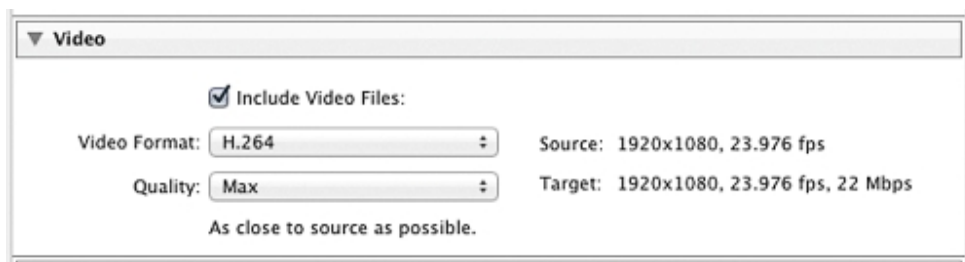 Video
Include Video Files:
Video Format: H.264 Source: 1920x1080, 23.976 fps
Quality: Max Target: 1920x1080, 23.976 fps, 22 Mbps
As close to source as possible.